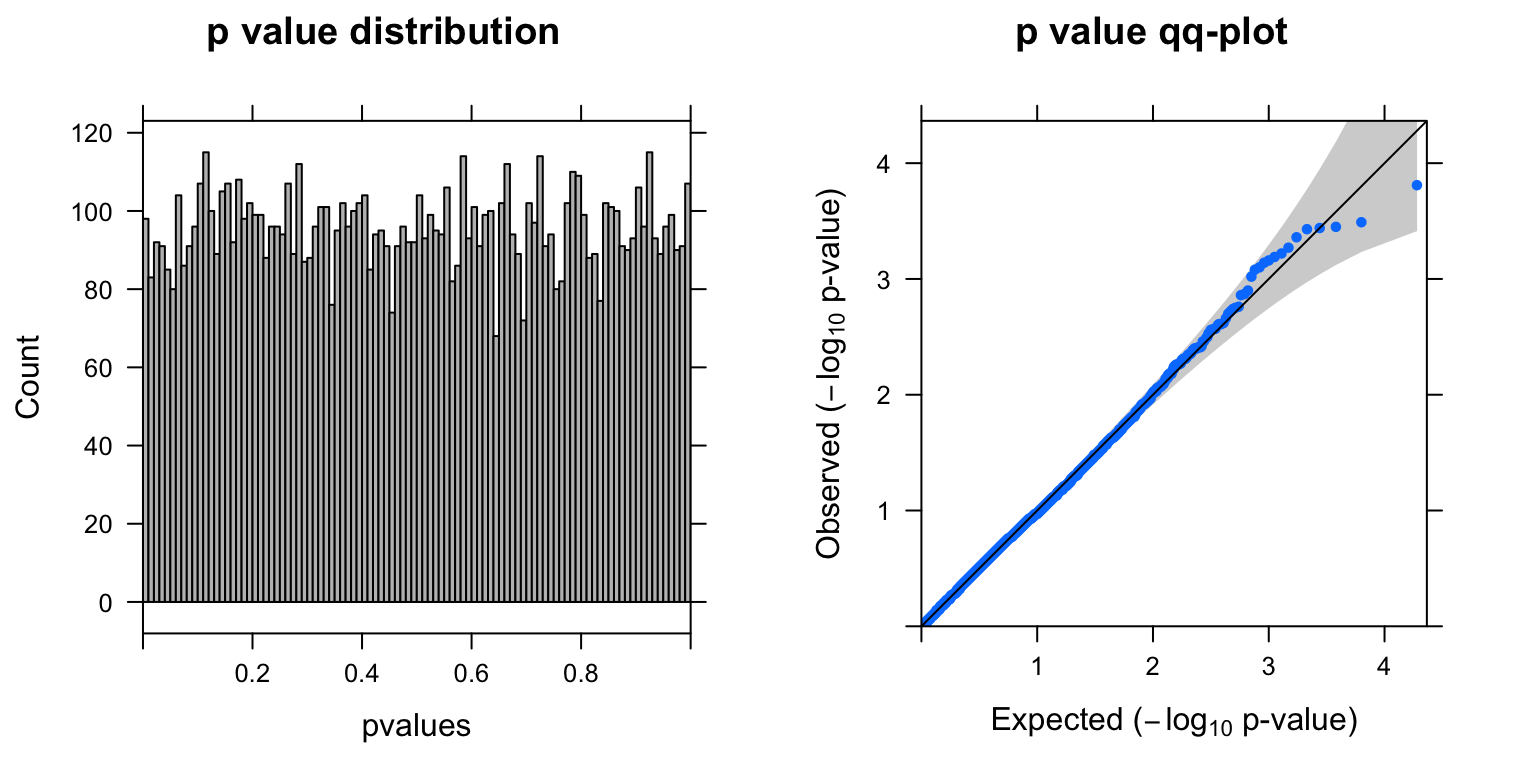 p value distribution
120
100
80
60
40
20
0
Count
0.2 0.4 0.6 0.8
pvalues
p value qq-plot
4
3
2
1
Observed (−log10 p-value)
1 2 3 4
Expected (−log10 p-value)